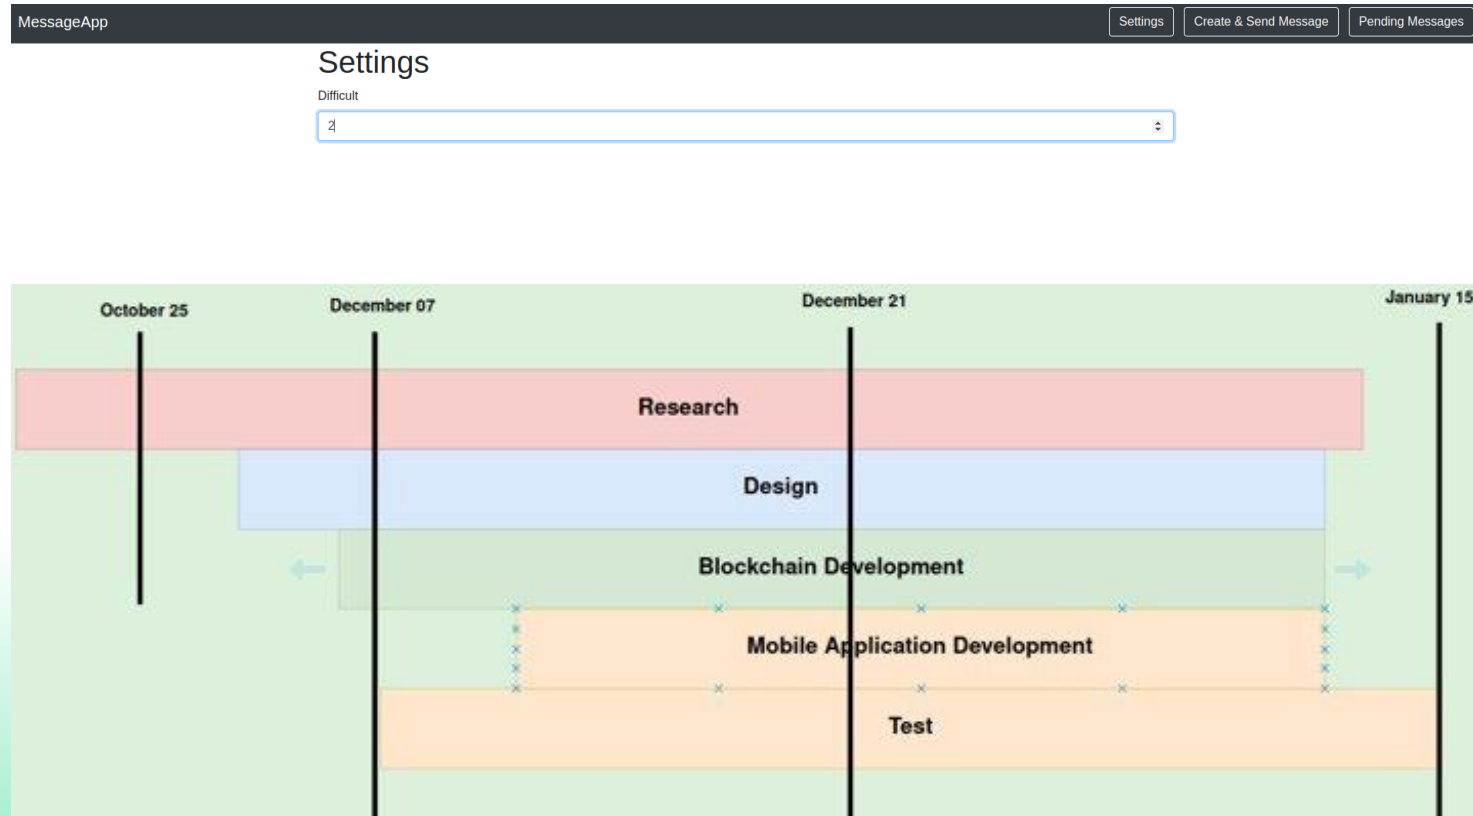 MessageApp
Settings
Create & Send Message
Pending Messages
Settings
Difficult
2
October 25
December 07
December 21
January 15
Research
Design
Blockchain Development
Mobile Application Development
Test